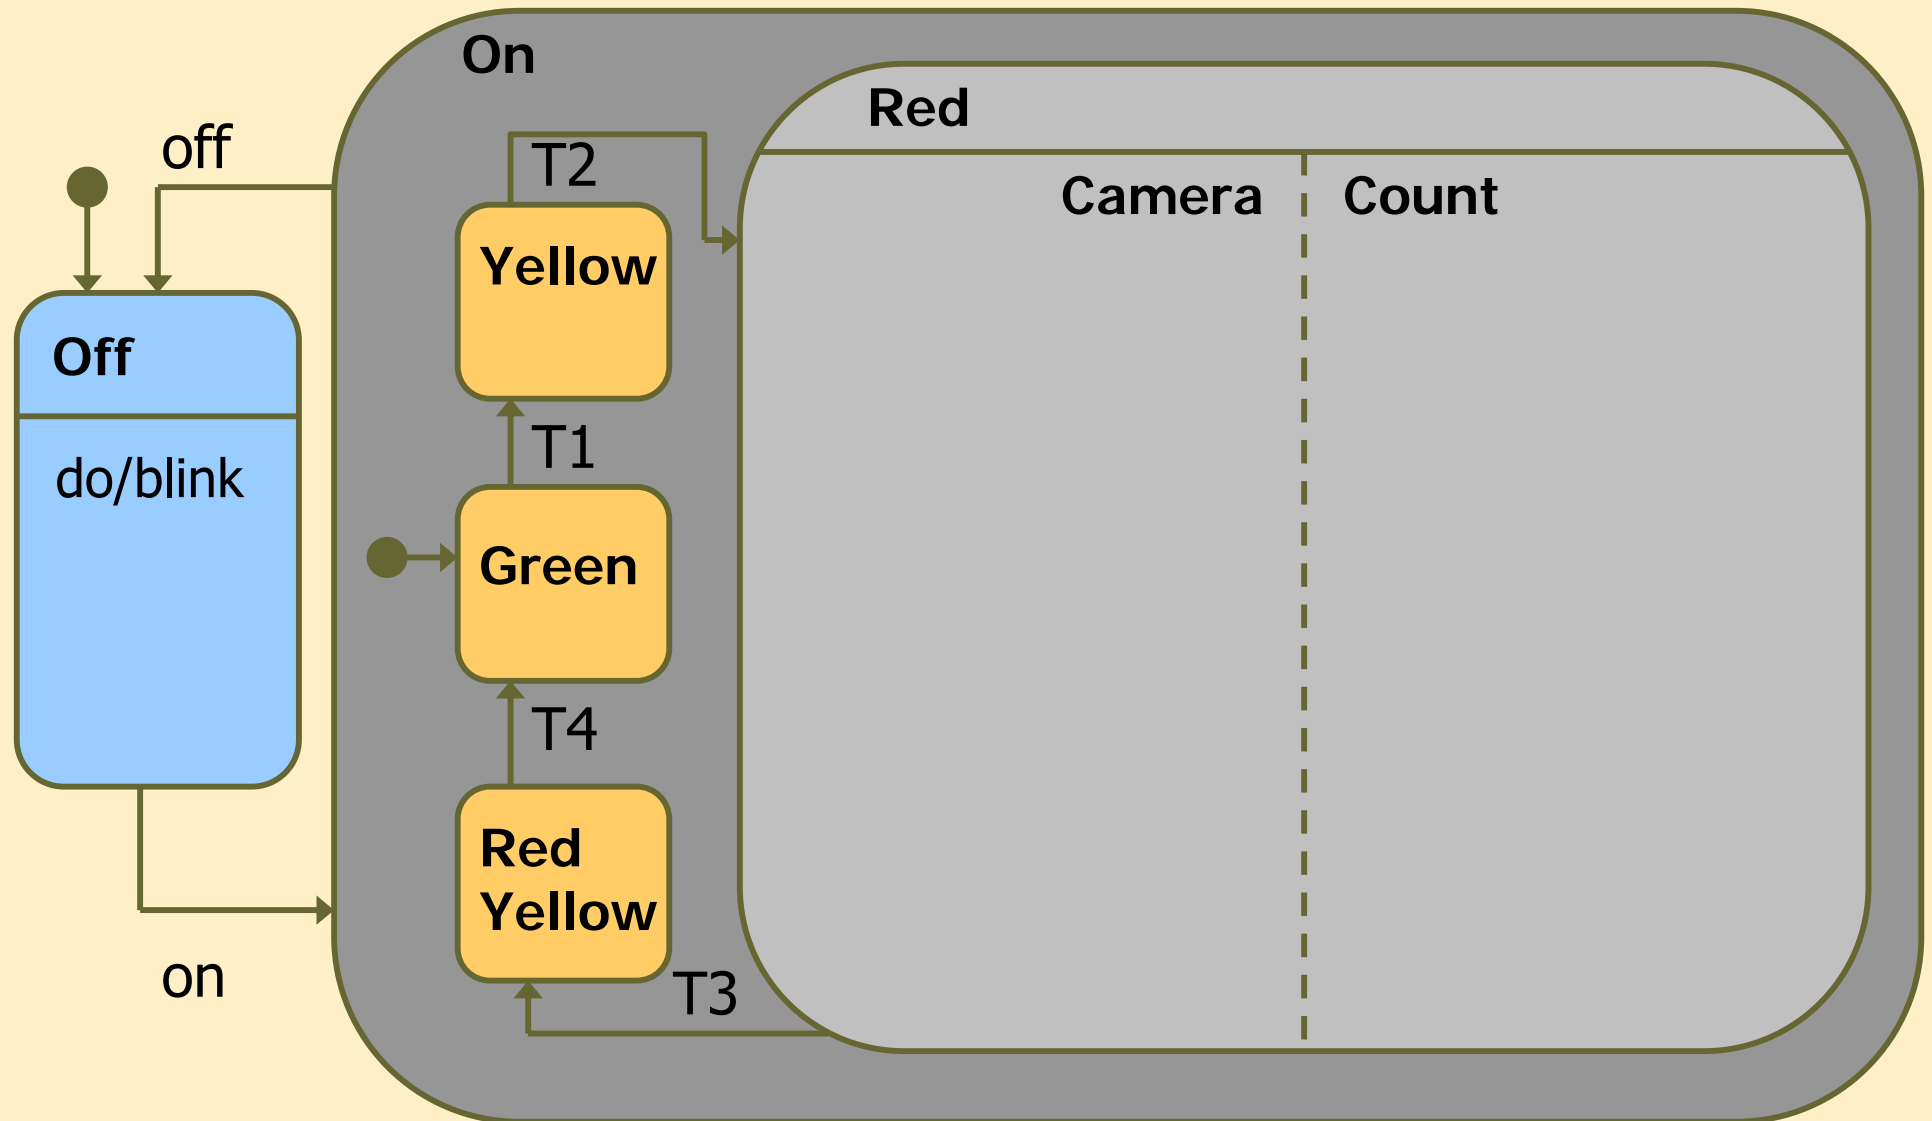 On
Red
off
T2
Camera
Count
Yellow
Off
T1
do/blink
Green
T4
Red
Yellow
on
T3